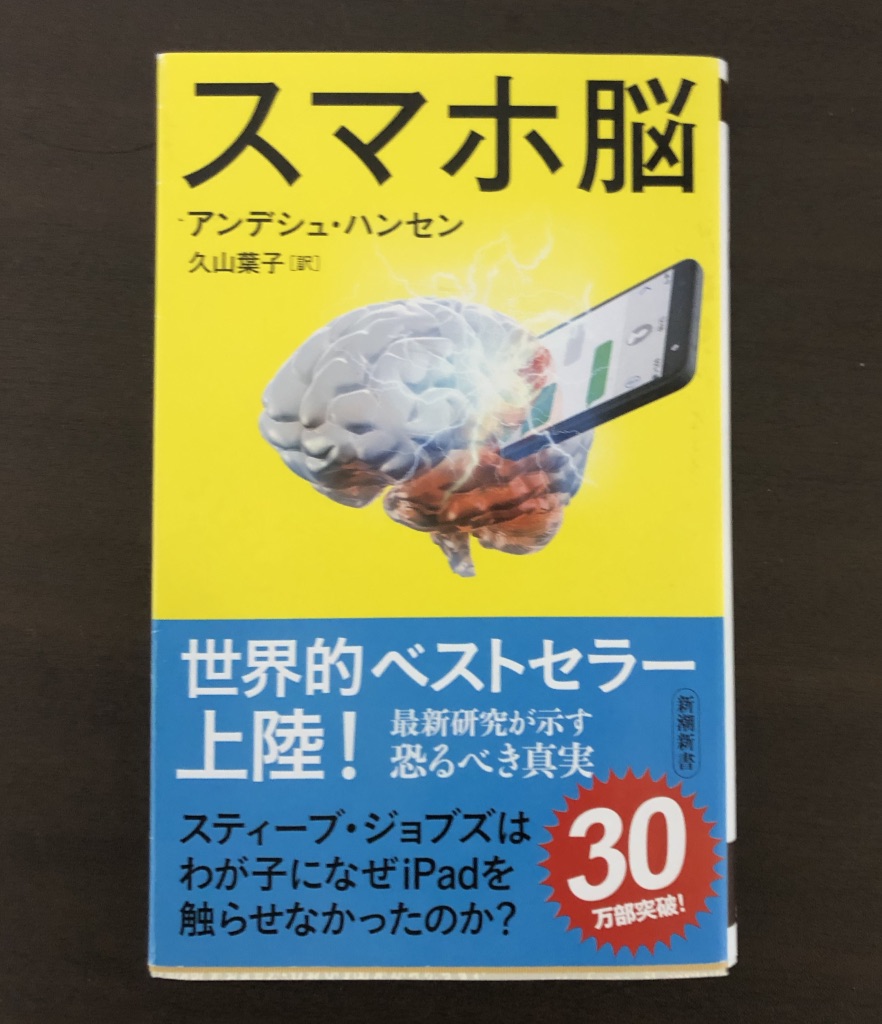 スマホ脳
アンデシュ・ハンセン
久山葉子[訳]
世界的ベストセラー
上陸!
最新研究が示す
恐るべき真実
新潮新書
スティーブ・ジョブズは
わが子になぜiPadを
触らせなかったのか?
30
万部突破!